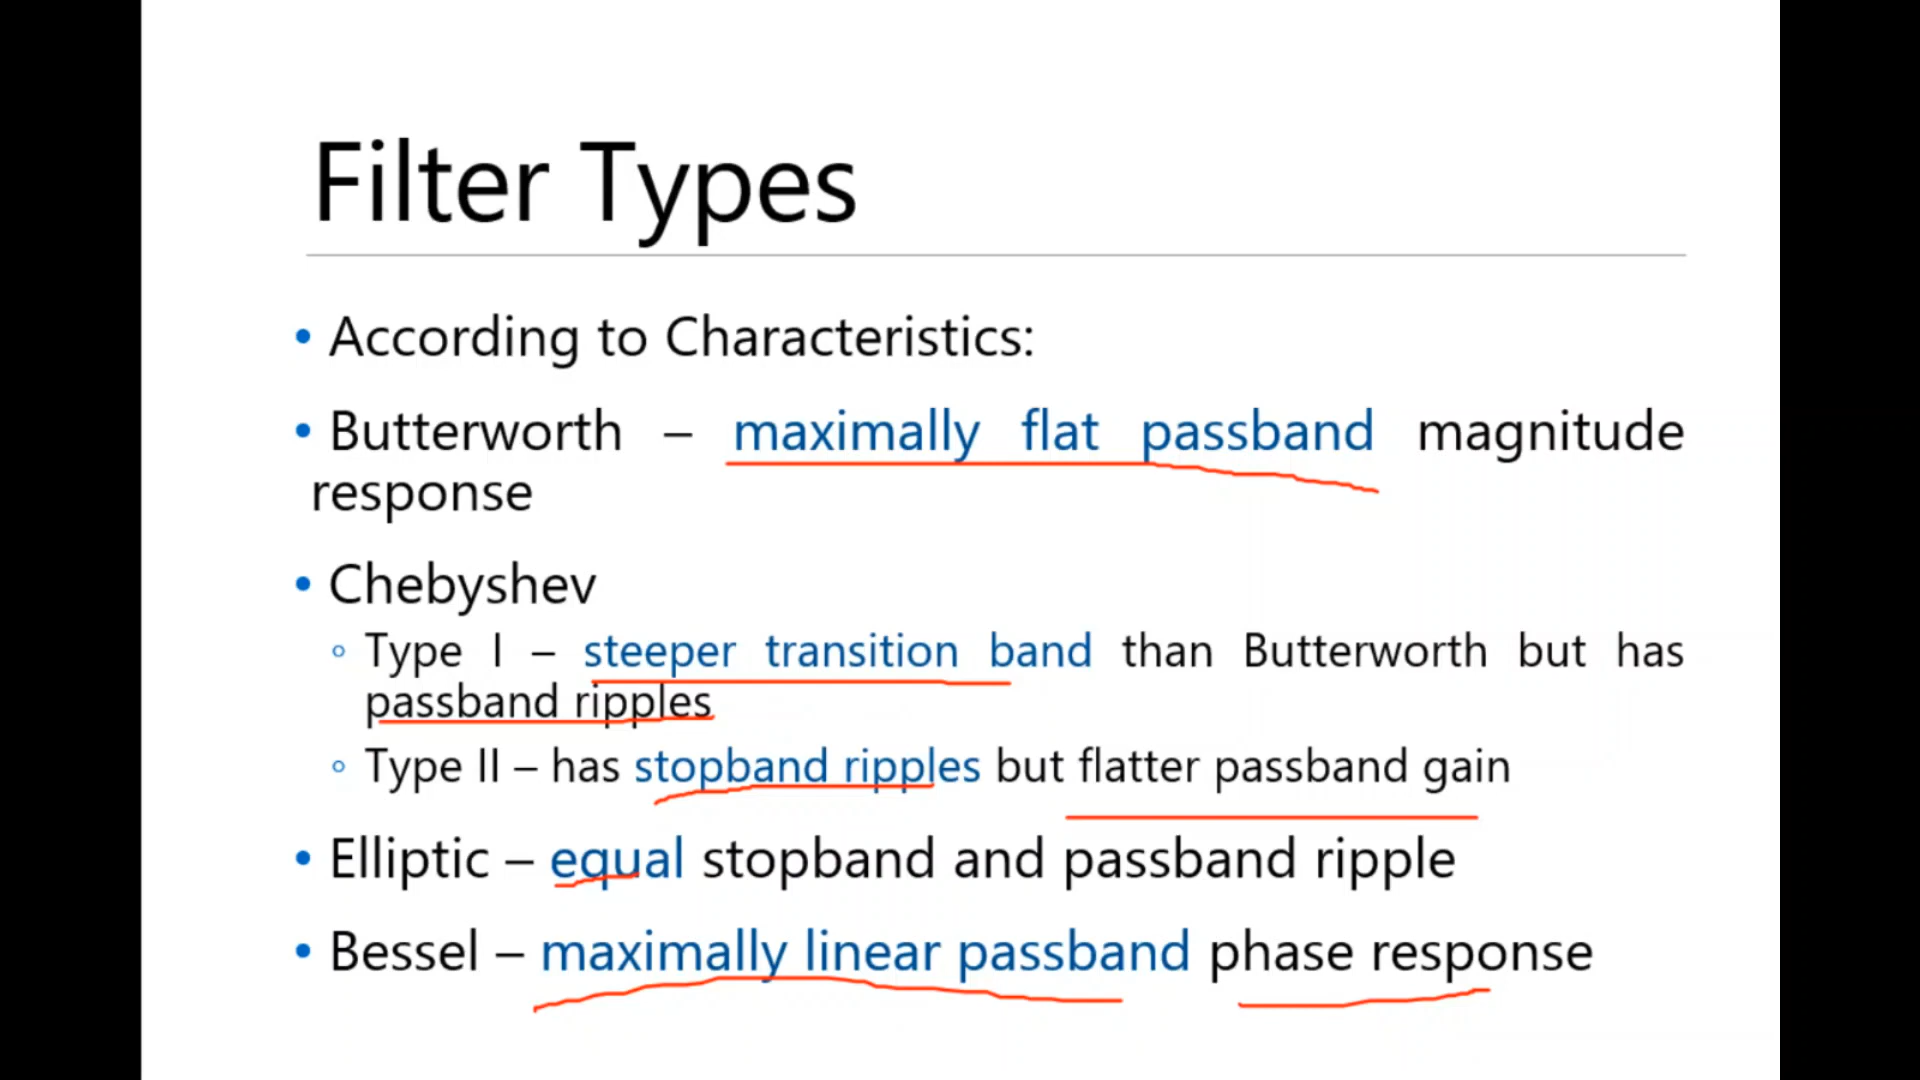 Filter Types
• According to Characteristics:
• Butterworth – maximally flat passband magnitude
response
• Chebyshev
◦ Type I – steeper transition band than Butterworth but has
passband ripples
◦ Type II – has stopband ripples but flatter passband gain
• Elliptic – equal stopband and passband ripple
• Bessel – maximally linear passband phase response